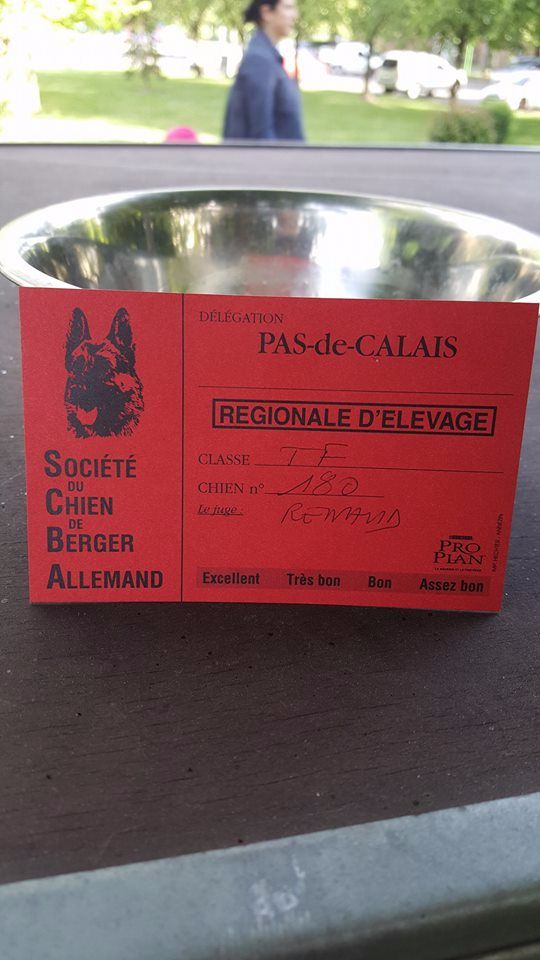 DÉLÉGATION
PAS-de-CALAIS
REGIONALE D'ELEVAGE
CLASSE TF
CHIEN n° 180
Le juge : RENAUD
SOCIÉTÉ
DU
CHIEN
DE
BERGER
ALLEMAND
PRO
PLAN
Excellent Très bon Bon Assez bon